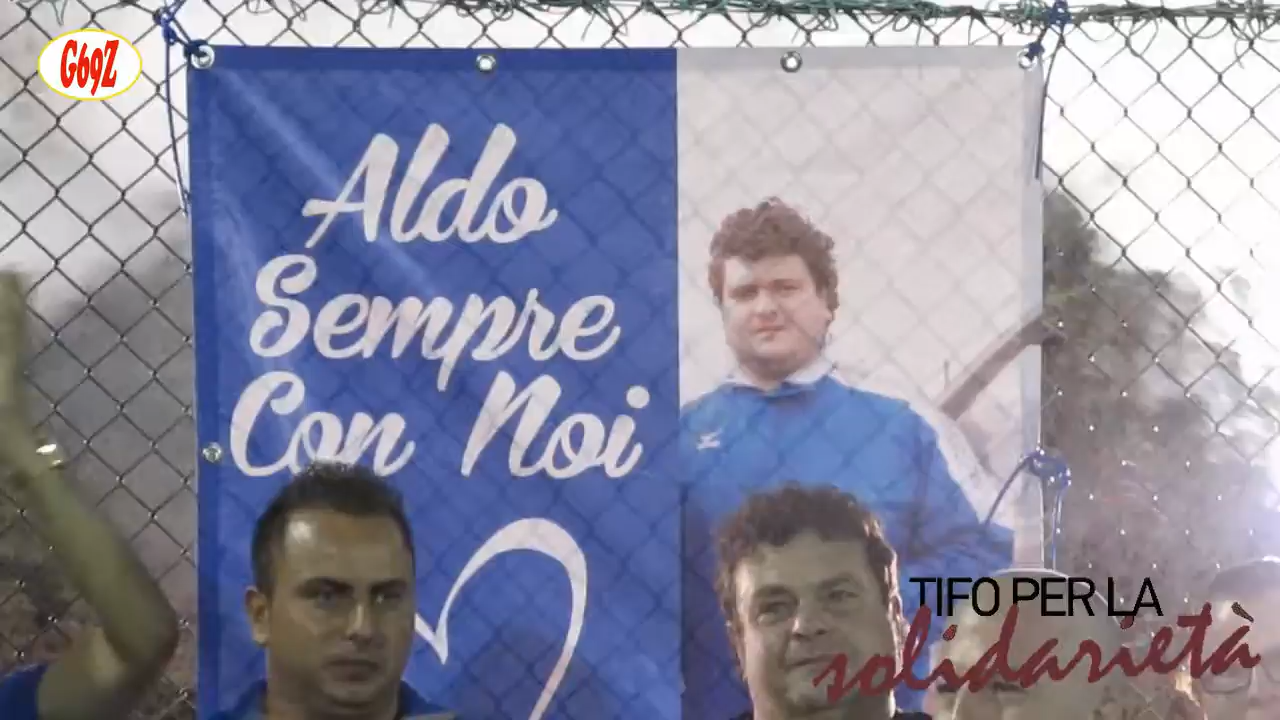 G69Z
Aldo
Sempre
Con Noi
TIFO PER LA
solidarietà